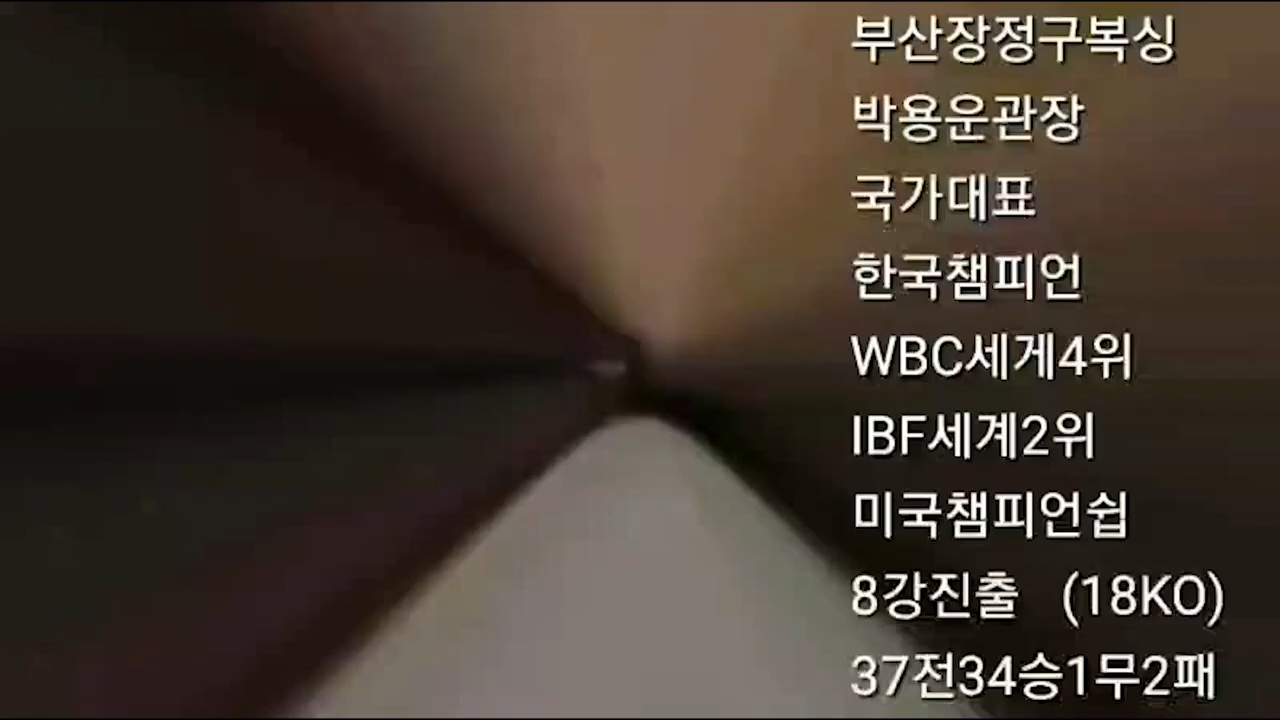 부산장정구복싱
박용운관장
국가대표
한국챔피언
WBC세게4위
IBF세계2위
미국챔피언쉽
8강진출 (18KO)
37전34승1무2패